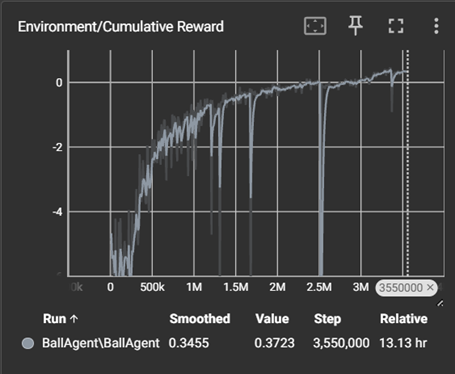 Environment/Cumulative Reward
0
-2
-4
0 500k 1M 1.5M 2M 2.5M 3M 3550000 ×
Run ↑ Smoothed Value Step Relative
BallAgent\BallAgent 0.3455 0.3723 3,550,000 13.13 hr